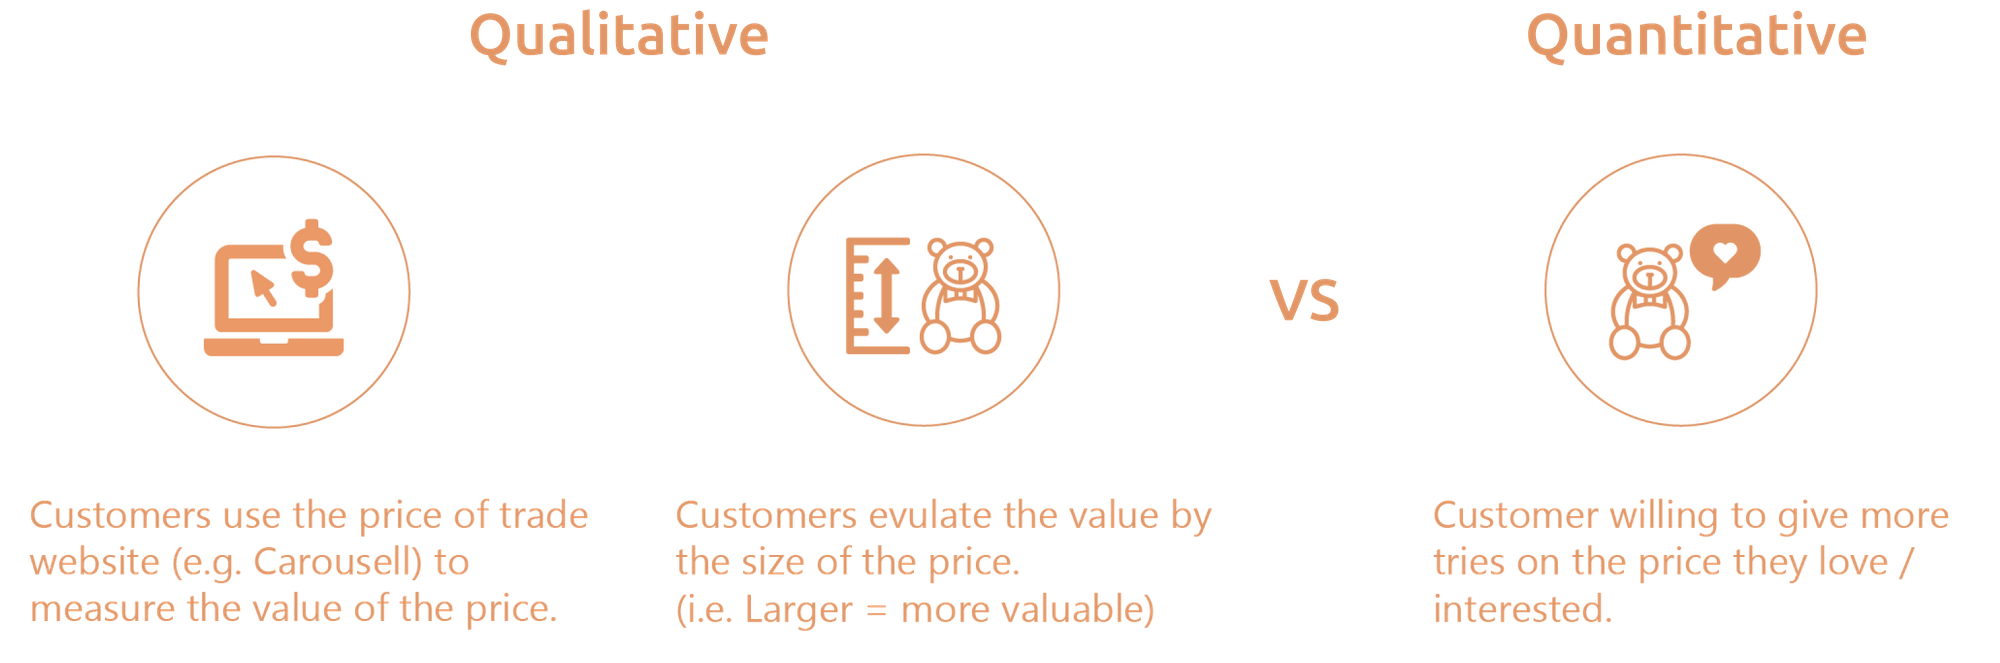 Qualitative
Quantitative
$
VS
Customers use the price of trade
website (e.g. Carousell) to
measure the value of the price.
Customers evulate the value by
the size of the price.
(i.e. Larger = more valuable)
Customer willing to give more
tries on the price they love /
interested.